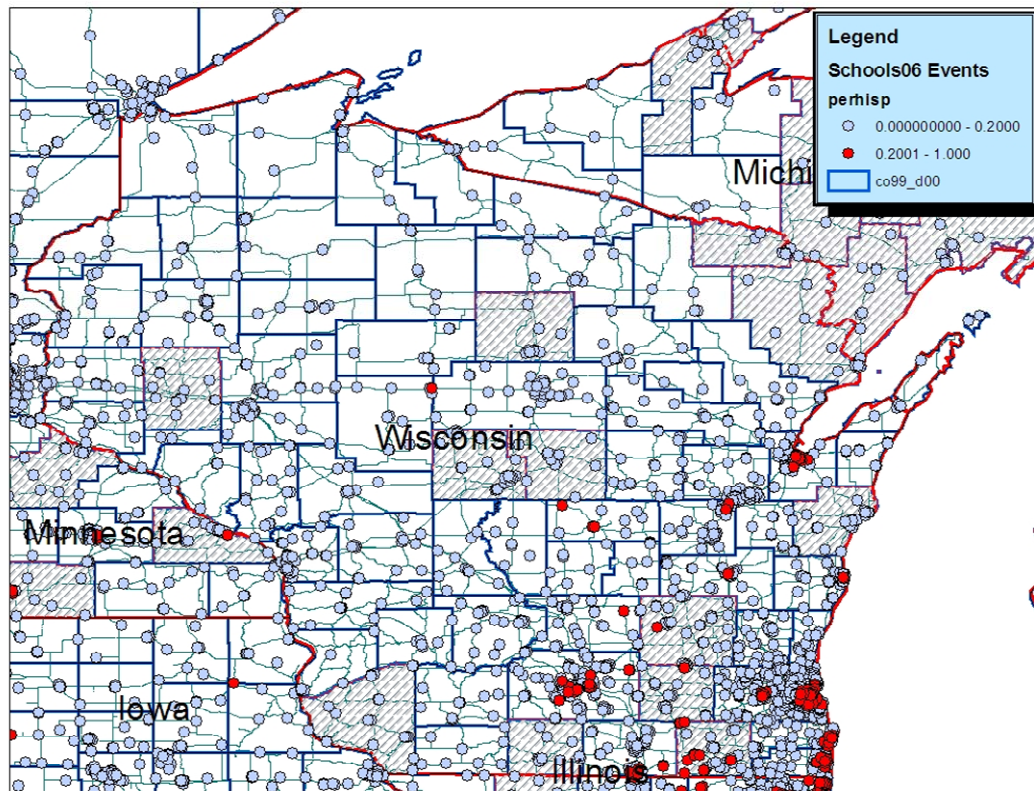 Legend
Schools06 Events
perhisp
0.000000000 - 0.2000
0.2001 - 1.000
co99_d00
Michi
Wisconsin
Minnesota
Iowa
Illinois